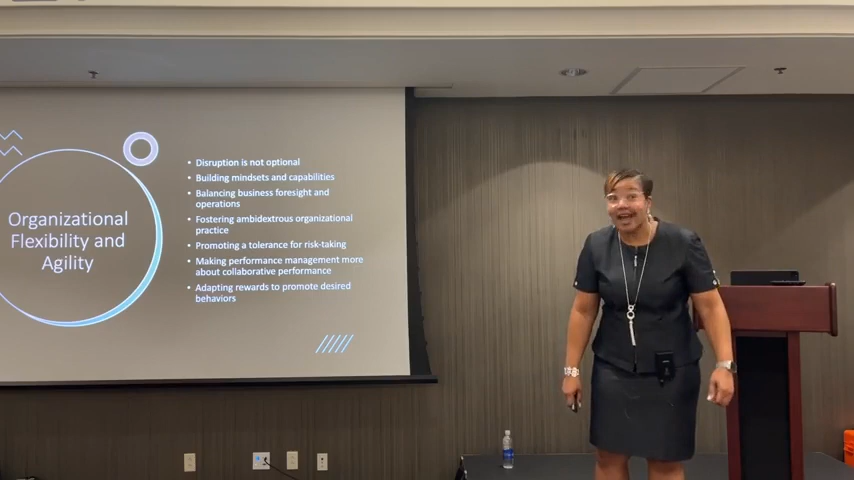 Organizational
Flexibility and
Agility
• Disruption is not optional
• Building mindsets and capabilities
• Balancing business foresight and
operations
• Fostering ambidextrous organizational
practice
• Promoting a tolerance for risk-taking
• Making performance management more
about collaborative performance
• Adapting rewards to promote desired
behaviors